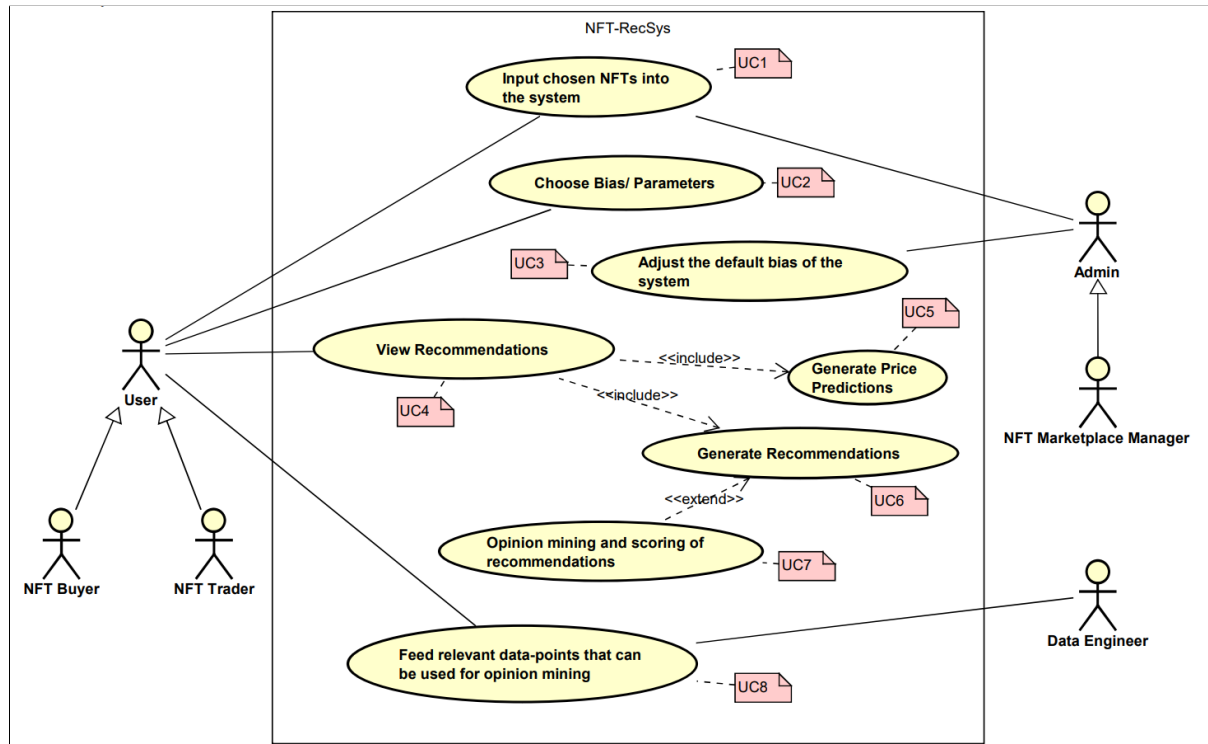 NFT-RecSys
UC1
Input chosen NFTs into
the system
Choose Bias/ Parameters
UC2
UC3
Adjust the default bias of the
system
Admin
UC5
View Recommendations
<<include>>
Generate Price
Predictions
User
<<include>>
UC4
NFT Marketplace Manager
Generate Recommendations
<<extend>>
UC6
Opinion mining and scoring of
recommendations
UC7
NFT Buyer
NFT Trader
Data Engineer
Feed relevant data-points that can
be used for opinion mining
UC8